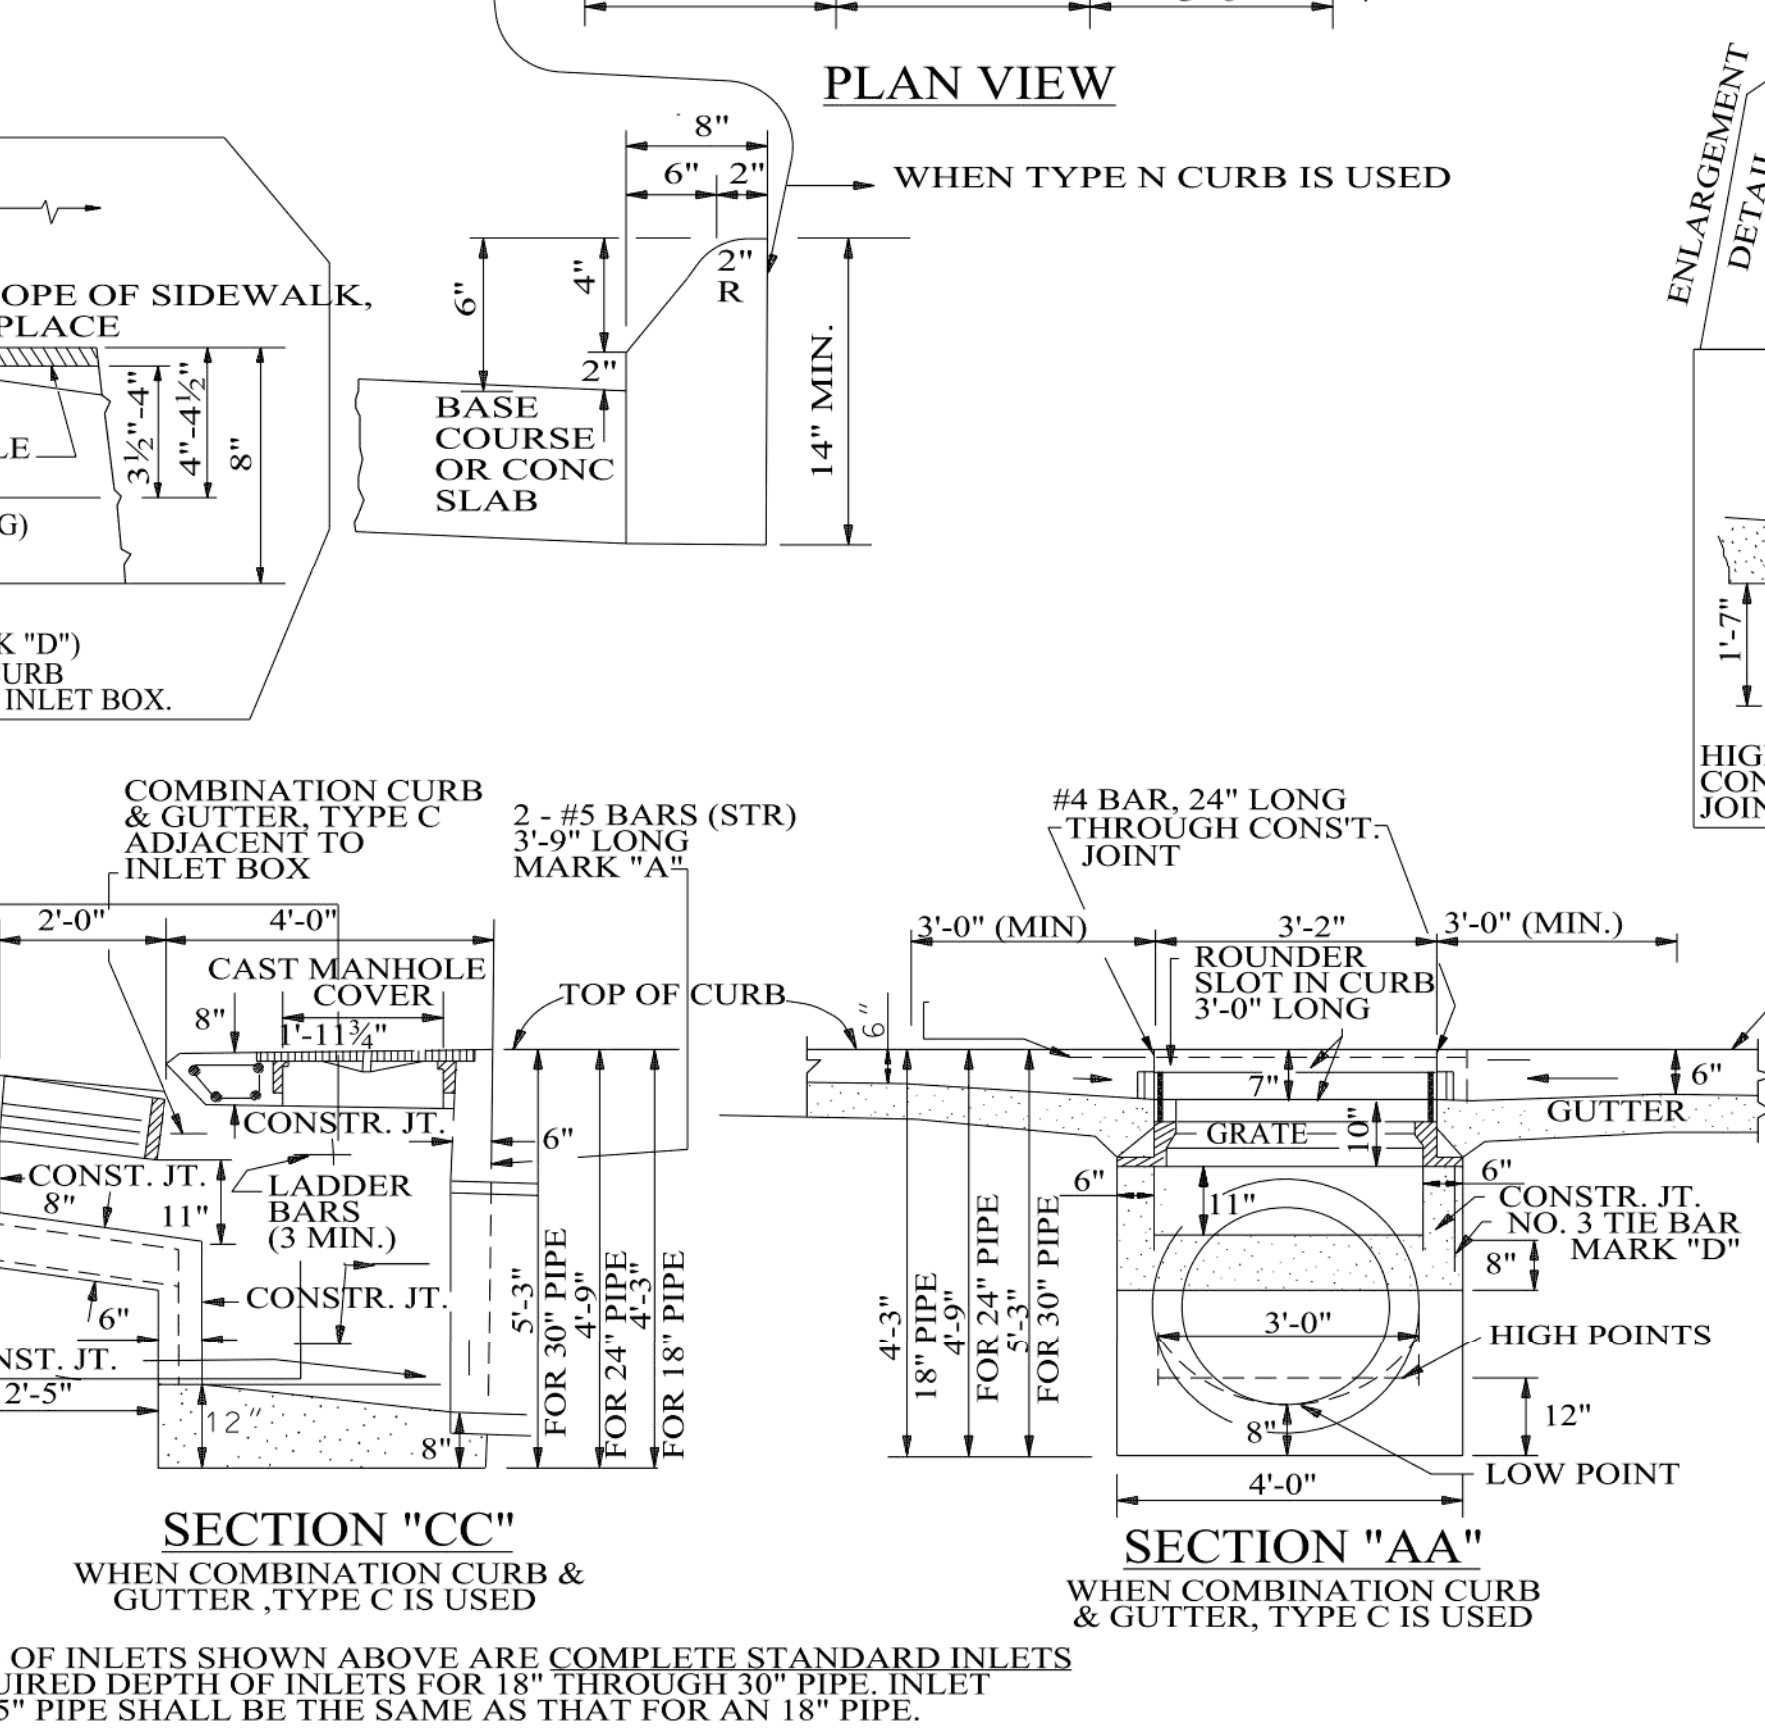 PLAN VIEW
8"
6" 2"
WHEN TYPE N CURB IS USED
2"
R
6"
4"
2"
14" MIN.
BASE
COURSE
OR CONC
SLAB
ENLARGEMENT
DETAIL
OPE OF SIDEWALK,
PLACE
3½"-4"
4"-4½"
8"
LE
G)
K "D")
CURB
INLET BOX.
1'-7"
HIG
CON
JOIN
COMBINATION CURB
& GUTTER, TYPE C
ADJACENT TO
INLET BOX
2 - #5 BARS (STR)
3'-9" LONG
MARK "A"
2'-0" 4'-0"
CAST MANHOLE
COVER
8"
1'-11¾"
TOP OF CURB
CONSTR. JT.
6"
CONST. JT.
8"
11"
LADDER
BARS
(3 MIN.)
CONSTR. JT.
6"
NST. JT.
2'-5"
12"
8"
5'-3"
FOR 30" PIPE
4'-9"
FOR 24" PIPE
4'-3"
FOR 18" PIPE
SECTION "CC"
WHEN COMBINATION CURB &
GUTTER ,TYPE C IS USED
#4 BAR, 24" LONG
THROUGH CONS'T.
JOINT
3'-0" (MIN) 3'-2" 3'-0" (MIN.)
ROUNDER
SLOT IN CURB
3'-0" LONG
6"
7"
6"
GUTTER
GRATE
10"
6"
11"
6"
CONSTR. JT.
NO. 3 TIE BAR
MARK "D"
8"
4'-3"
18" PIPE
4'-9"
FOR 24" PIPE
5'-3"
FOR 30" PIPE
3'-0"
HIGH POINTS
8"
12"
LOW POINT
4'-0"
SECTION "AA"
WHEN COMBINATION CURB
& GUTTER, TYPE C IS USED
OF INLETS SHOWN ABOVE ARE COMPLETE STANDARD INLETS
UIRED DEPTH OF INLETS FOR 18" THROUGH 30" PIPE. INLET
5" PIPE SHALL BE THE SAME AS THAT FOR AN 18" PIPE.